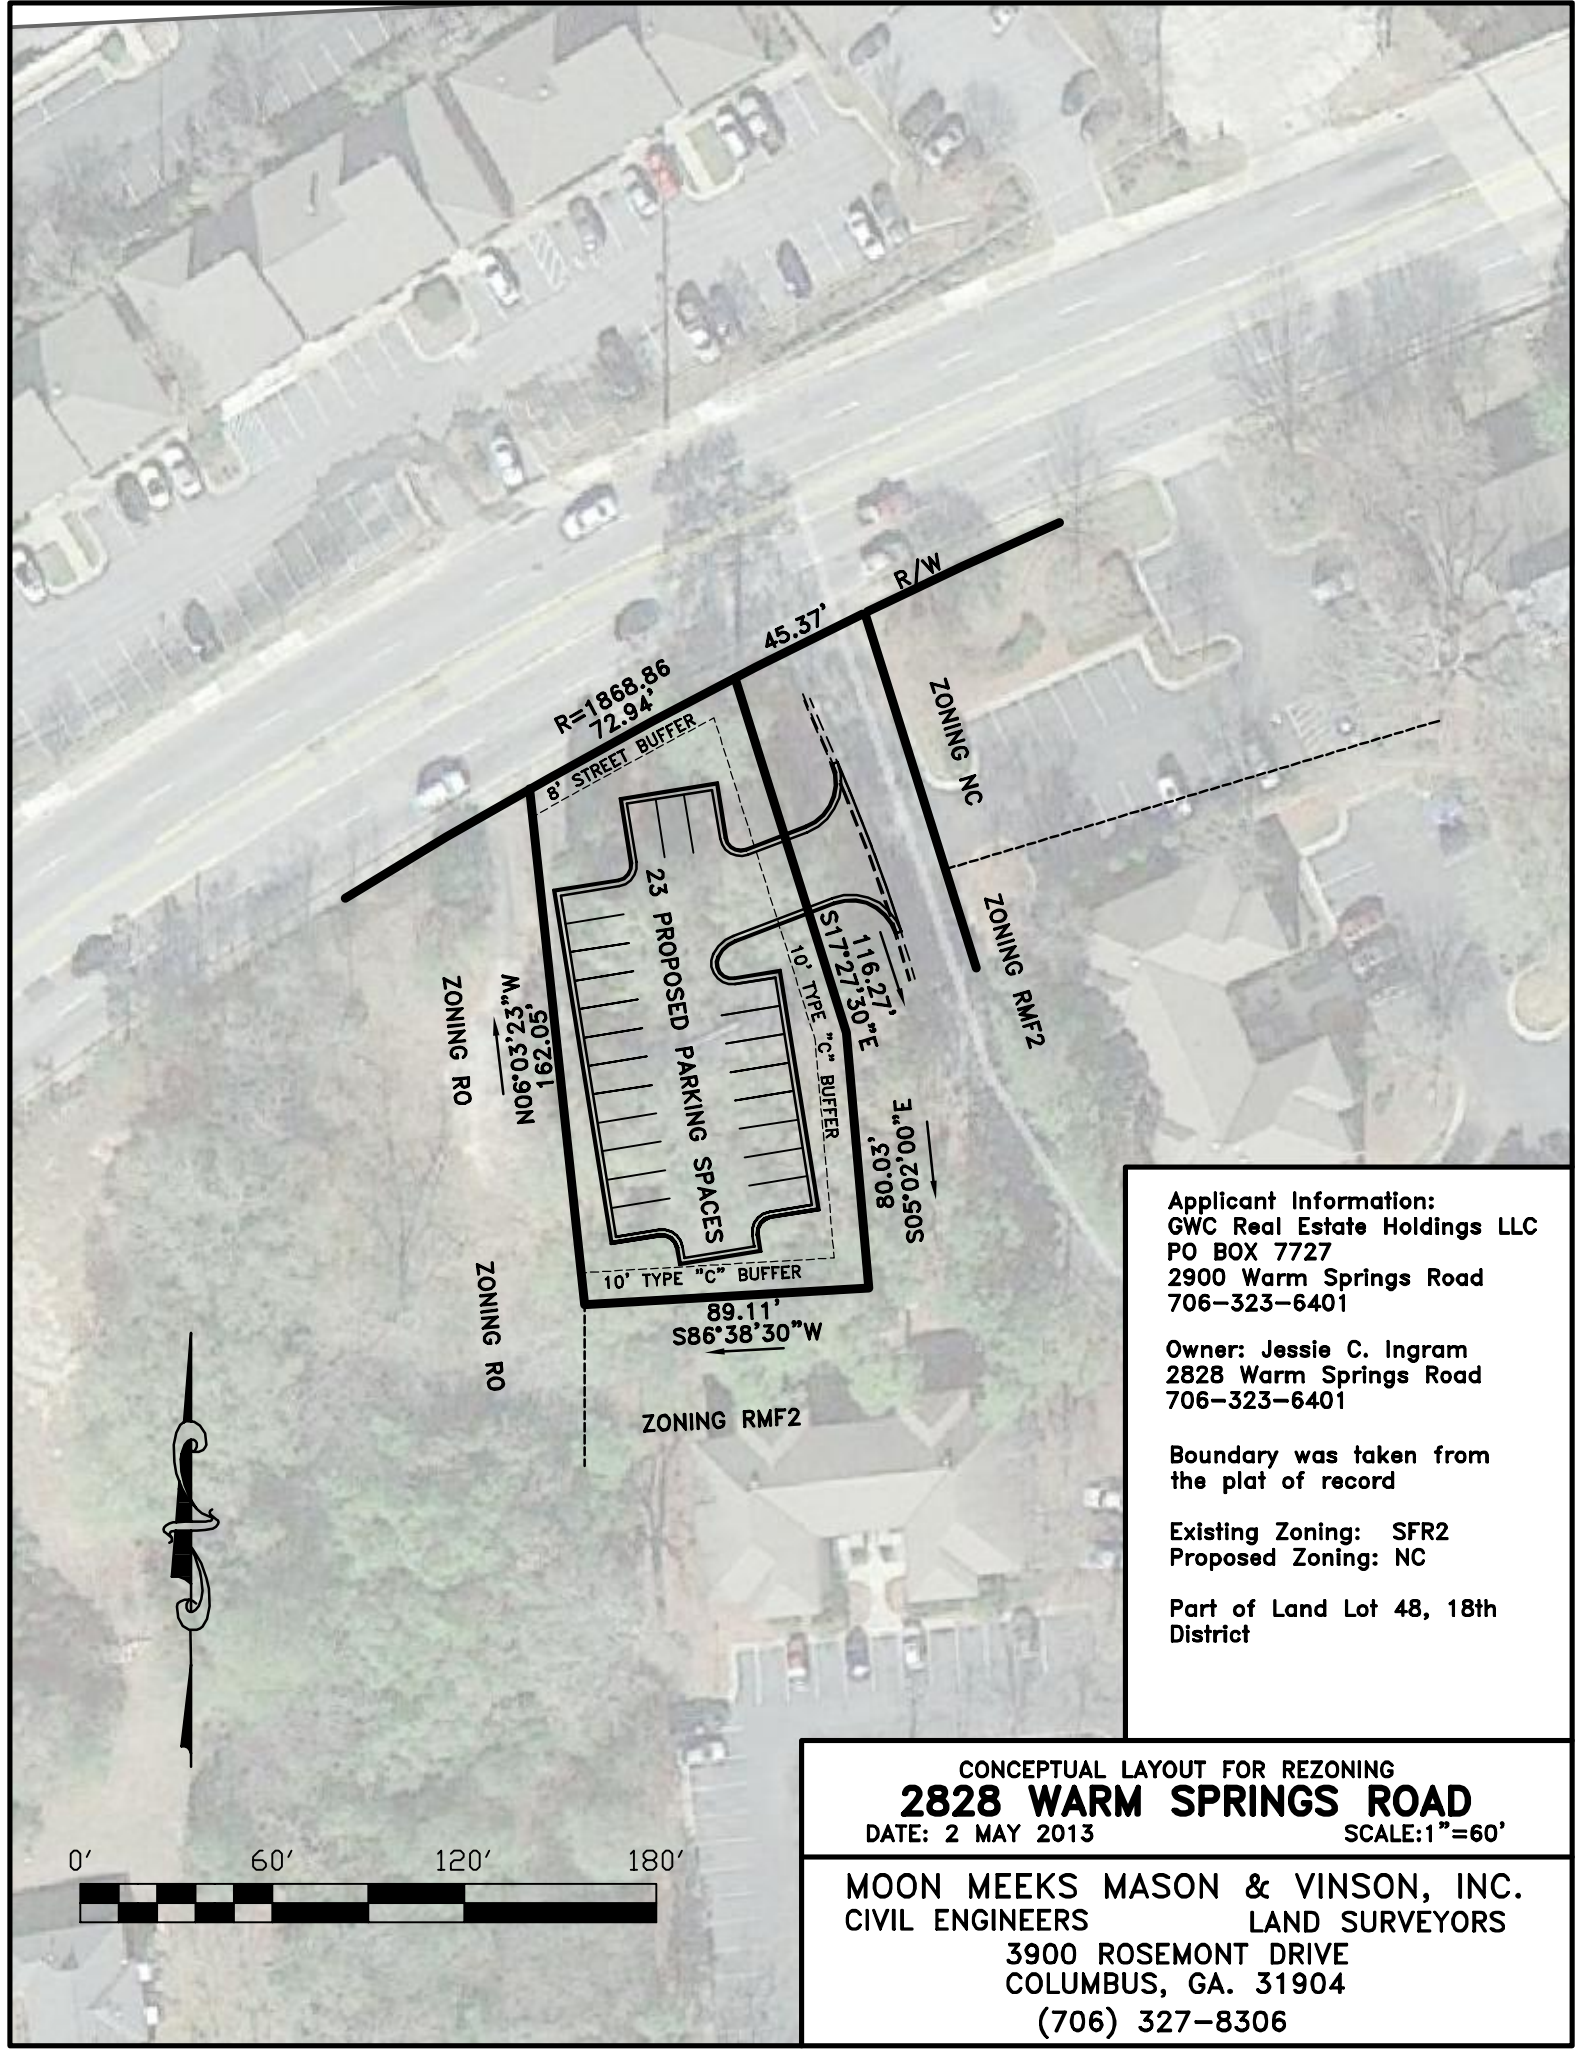 R/W
45.37'
R=1868.86
72.94'
8' STREET BUFFER
ZONING NC
23 PROPOSED PARKING SPACES
116.27'
S17°27'30"E
10' TYPE "C" BUFFER
ZONING RMF2
ZONING RO
N06°03'23"W
162.05'
80.03'
S05°02'00"E
10' TYPE "C" BUFFER
89.11'
S86°38'30"W
ZONING RO
ZONING RMF2
Applicant Information:
GWC Real Estate Holdings LLC
PO BOX 7727
2900 Warm Springs Road
706-323-6401
Owner: Jessie C. Ingram
2828 Warm Springs Road
706-323-6401
Boundary was taken from
the plat of record
Existing Zoning: SFR2
Proposed Zoning: NC
Part of Land Lot 48, 18th
District
CONCEPTUAL LAYOUT FOR REZONING
2828 WARM SPRINGS ROAD
DATE: 2 MAY 2013 SCALE:1"=60'
0' 60' 120' 180'
MOON MEEKS MASON & VINSON, INC.
CIVIL ENGINEERS LAND SURVEYORS
3900 ROSEMONT DRIVE
COLUMBUS, GA. 31904
(706) 327-8306